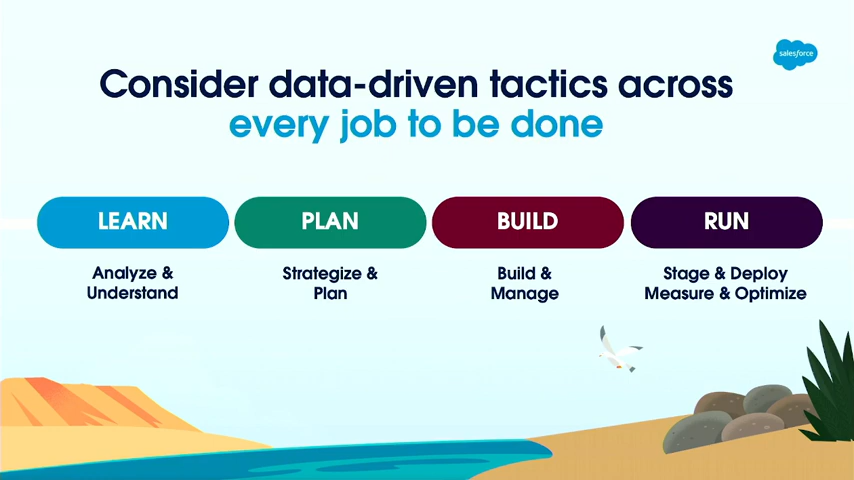 salesforce
Consider data-driven tactics across
every job to be done
LEARN
PLAN
BUILD
RUN
Analyze &
Understand
Strategize &
Plan
Build &
Manage
Stage & Deploy
Measure & Optimize